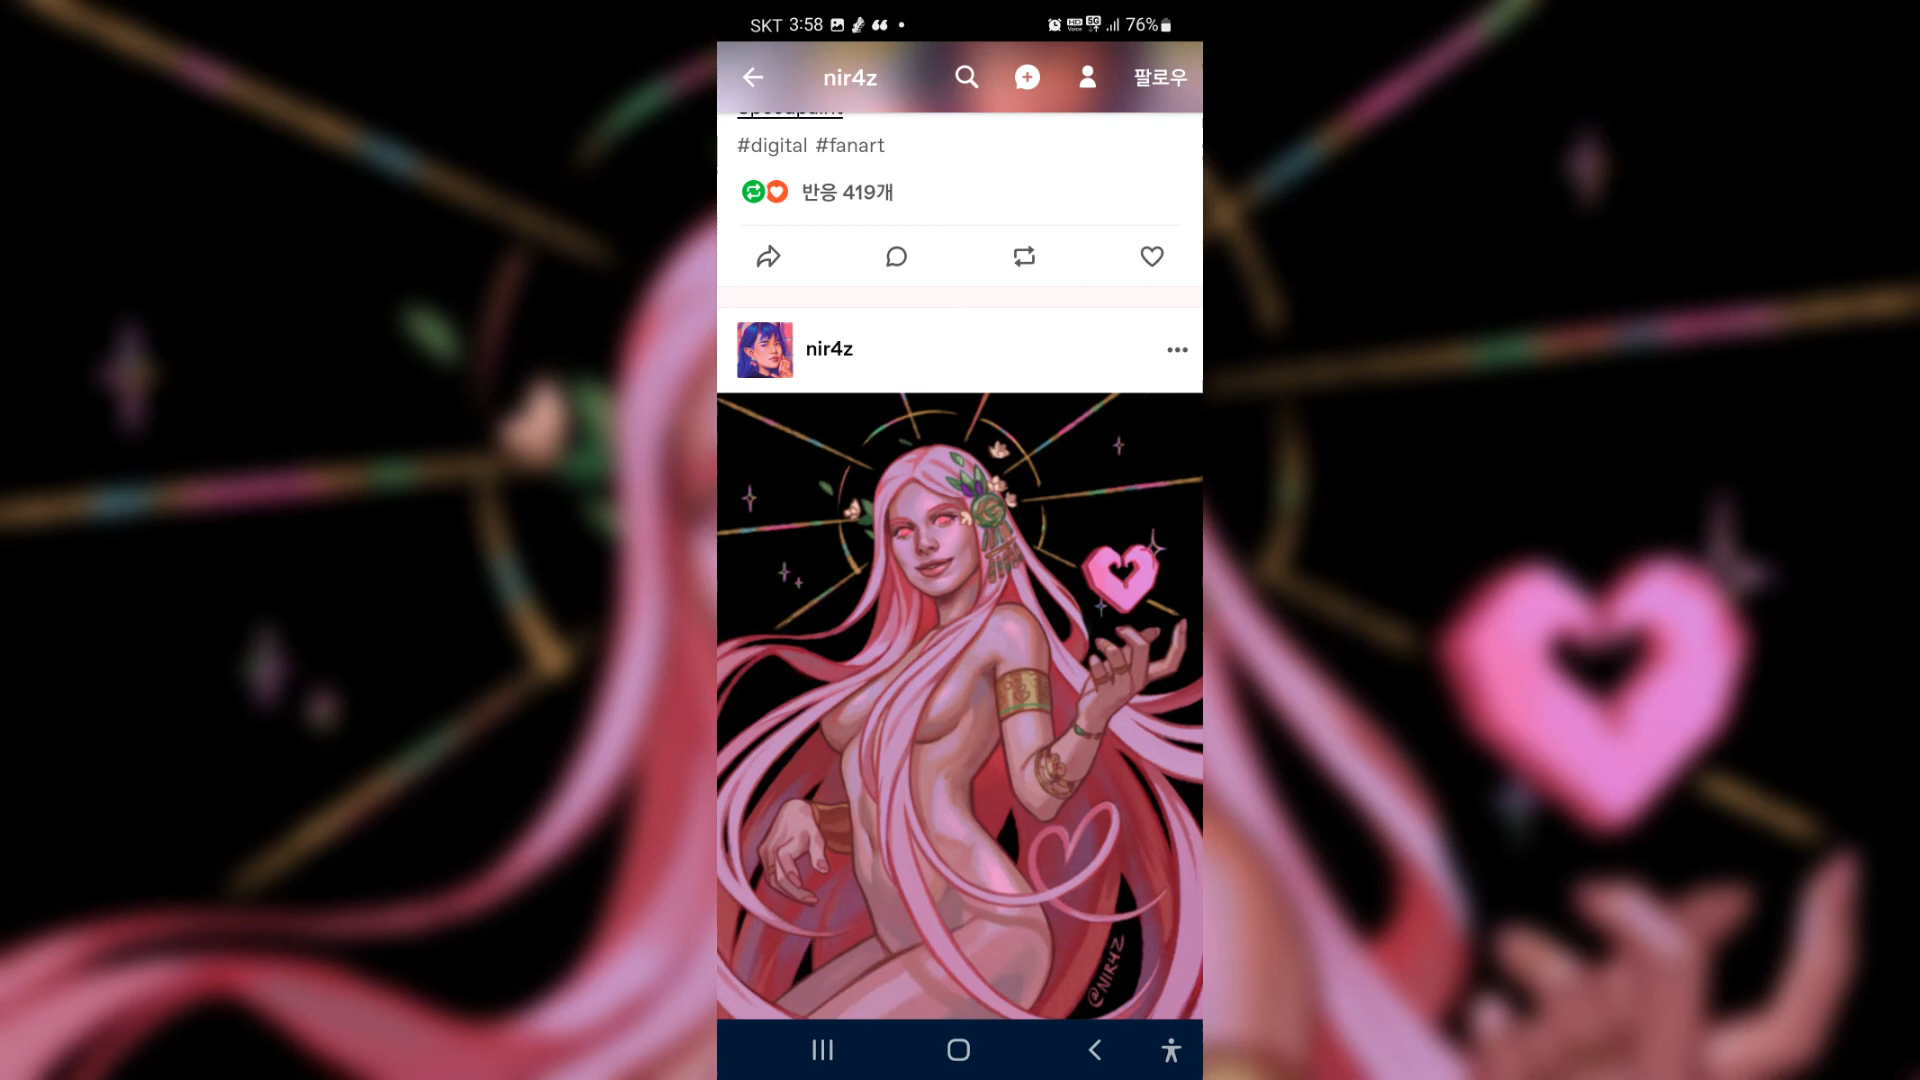 SKT 3:58 76%
nir4z 팔로우
#digital #fanart
반응 419개
nir4z
@NIR4Z